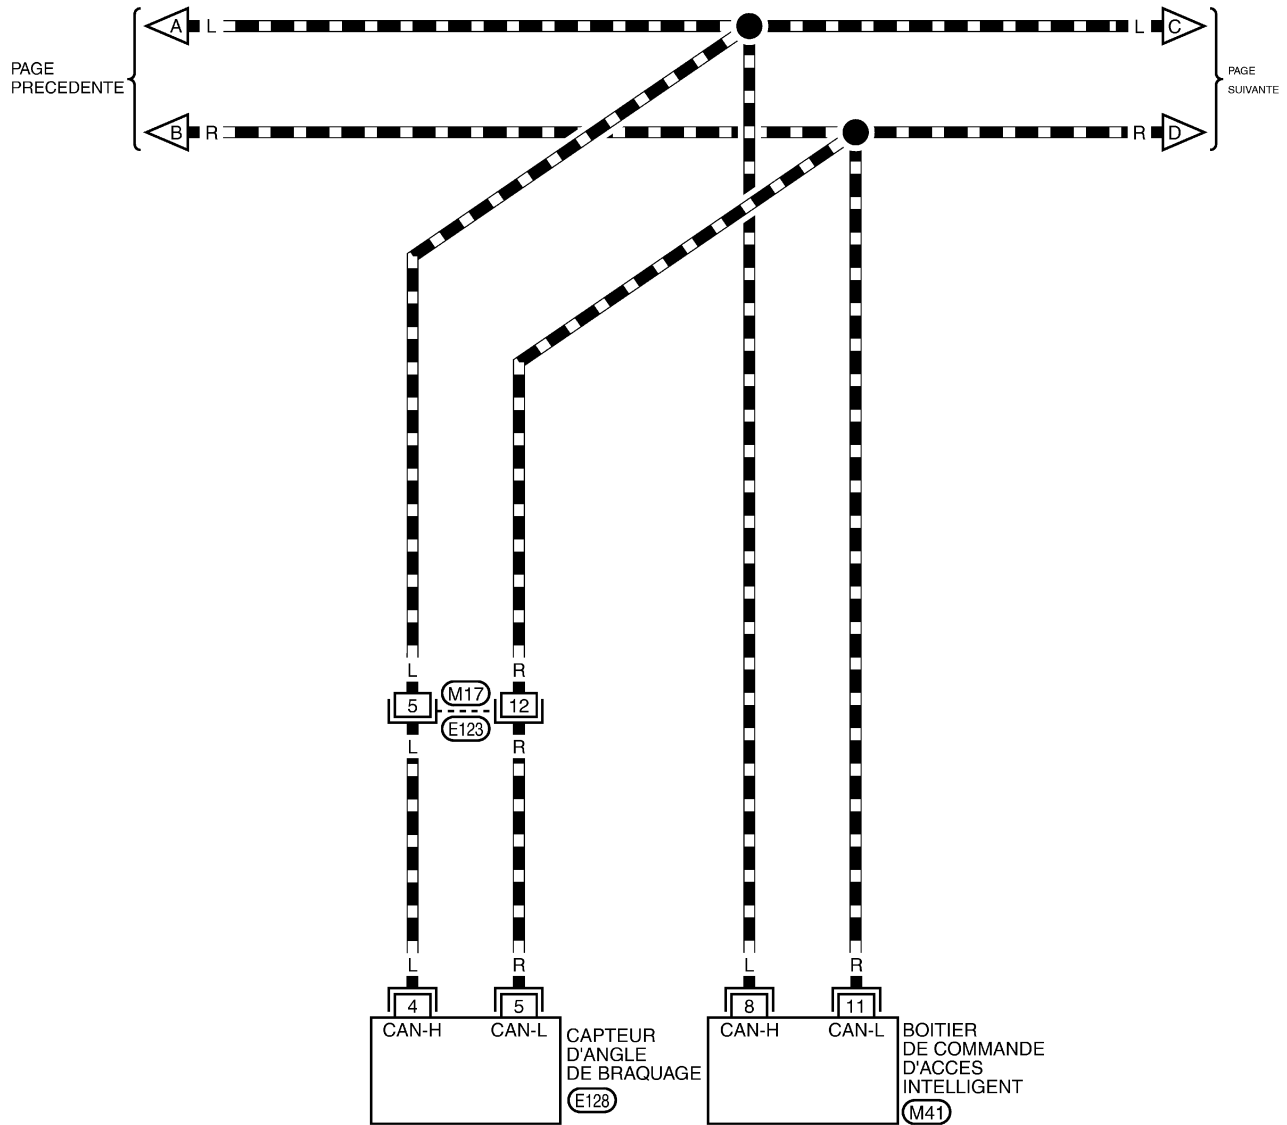 A L
L C
PAGE
PRECEDENTE
PAGE
SUIVANTE
B R
R D
L
R
5
M17
12
E123
L
R
L
R
L
R
4
5
8
11
CAN-H
CAN-L
CAN-H
CAN-L
CAPTEUR
D'ANGLE
DE BRAQUAGE
E128
BOITIER
DE COMMANDE
D'ACCES
INTELLIGENT
M41